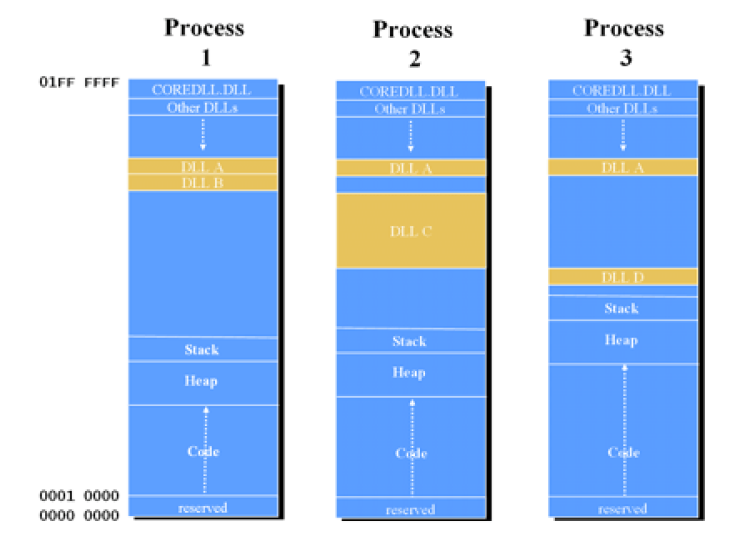 Process 1
Process 2
Process 3
01FF FFFF
COREDLL.DLL
Other DLLs
DLL A
DLL B
Stack
Heap
Code
reserved
COREDLL.DLL
Other DLLs
DLL A
DLL C
Stack
Heap
Code
reserved
COREDLL.DLL
Other DLLs
DLL A
DLL D
Stack
Heap
Code
reserved
0001 0000
0000 0000